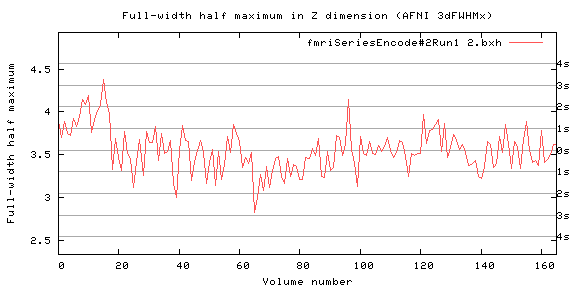 Full-width half maximum in Z dimension (AFNI 3dFWHMx)
fmriSeriesEncode#2Run1 2.bxh
Full-width half maximum
4.5
4
3.5
3
2.5
4s
3s
2s
1s
0s
1s
2s
3s
4s
0 20 40 60 80 100 120 140 160
Volume number